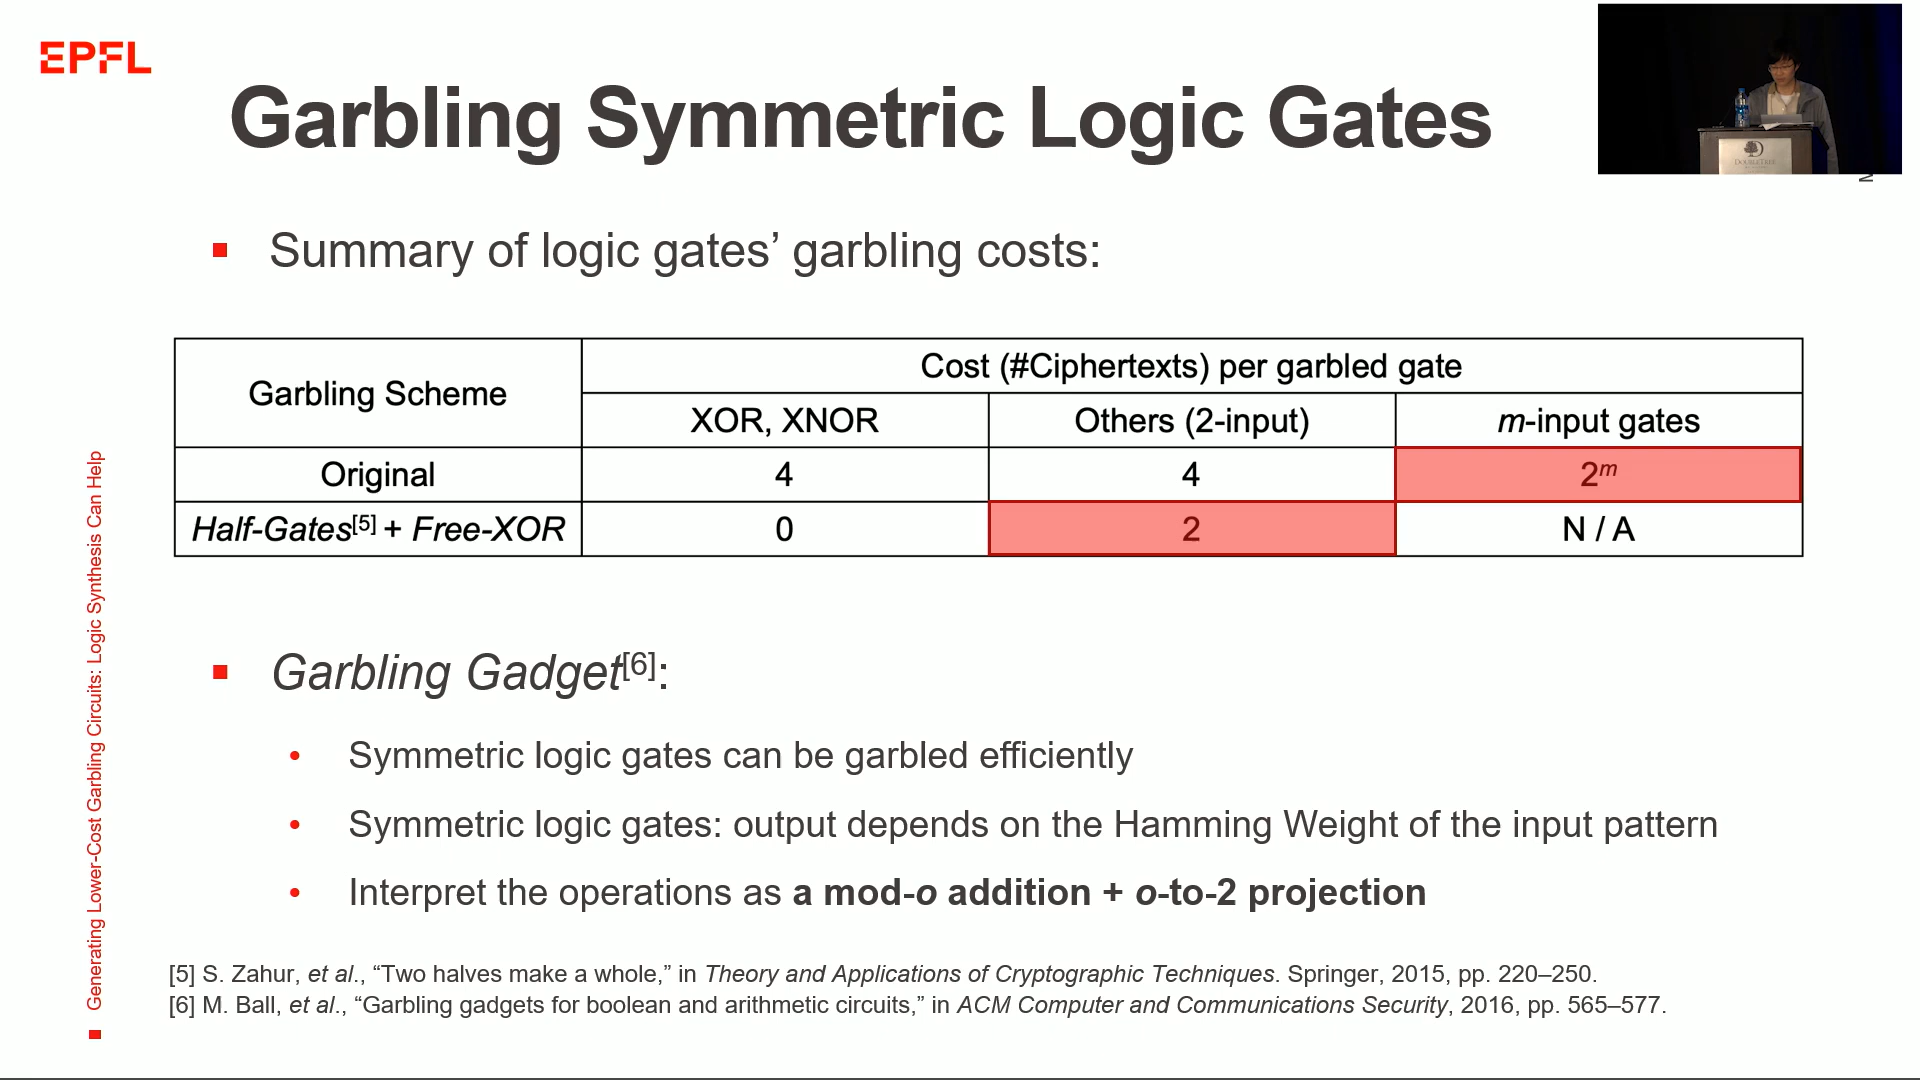 EPFL
Garbling Symmetric Logic Gates
▪ Summary of logic gates’ garbling costs:
Garbling Scheme
Cost (#Ciphertexts) per garbled gate
XOR, XNOR
Others (2-input)
m-input gates
Original
4
4
2ᵐ
Half-Gates[5] + Free-XOR
0
2
N / A
▪ Garbling Gadget[6]:
• Symmetric logic gates can be garbled efficiently
• Symmetric logic gates: output depends on the Hamming Weight of the input pattern
• Interpret the operations as a mod-o addition + o-to-2 projection
[5] S. Zahur, et al., “Two halves make a whole,” in Theory and Applications of Cryptographic Techniques. Springer, 2015, pp. 220–250.
[6] M. Ball, et al., “Garbling gadgets for boolean and arithmetic circuits,” in ACM Computer and Communications Security, 2016, pp. 565–577.
Generating Lower-Cost Garbling Circuits: Logic Synthesis Can Help
DOUBLETREE